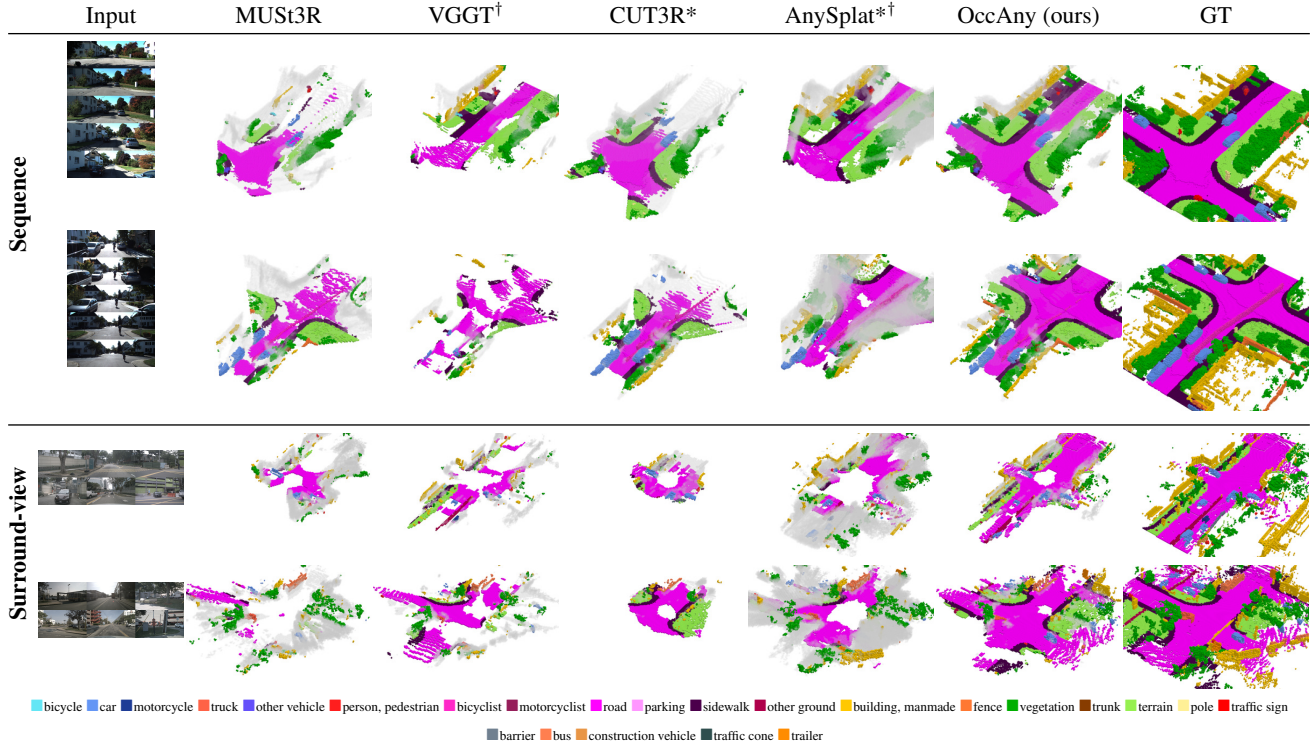 Input MUSt3R VGGT† CUT3R* AnySplat*† OccAny (ours) GT
Sequence
Surround-view
bicycle car motorcycle truck other vehicle person, pedestrian bicyclist motorcyclist road parking sidewalk other ground building, manmade fence vegetation trunk terrain pole traffic sign
barrier bus construction vehicle traffic cone trailer